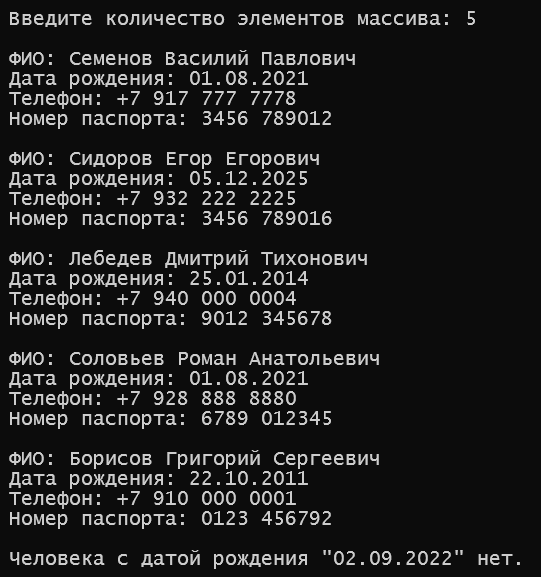 Введите количество элементов массива: 5
ФИО: Семенов Василий Павлович
Дата рождения: 01.08.2021
Телефон: +7 917 777 7778
Номер паспорта: 3456 789012
ФИО: Сидоров Егор Егорович
Дата рождения: 05.12.2025
Телефон: +7 932 222 2225
Номер паспорта: 3456 789016
ФИО: Лебедев Дмитрий Тихонович
Дата рождения: 25.01.2014
Телефон: +7 940 000 0004
Номер паспорта: 9012 345678
ФИО: Соловьев Роман Анатольевич
Дата рождения: 01.08.2021
Телефон: +7 928 888 8880
Номер паспорта: 6789 012345
ФИО: Борисов Григорий Сергеевич
Дата рождения: 22.10.2011
Телефон: +7 910 000 0001
Номер паспорта: 0123 456792
Человека с датой рождения "02.09.2022" нет.